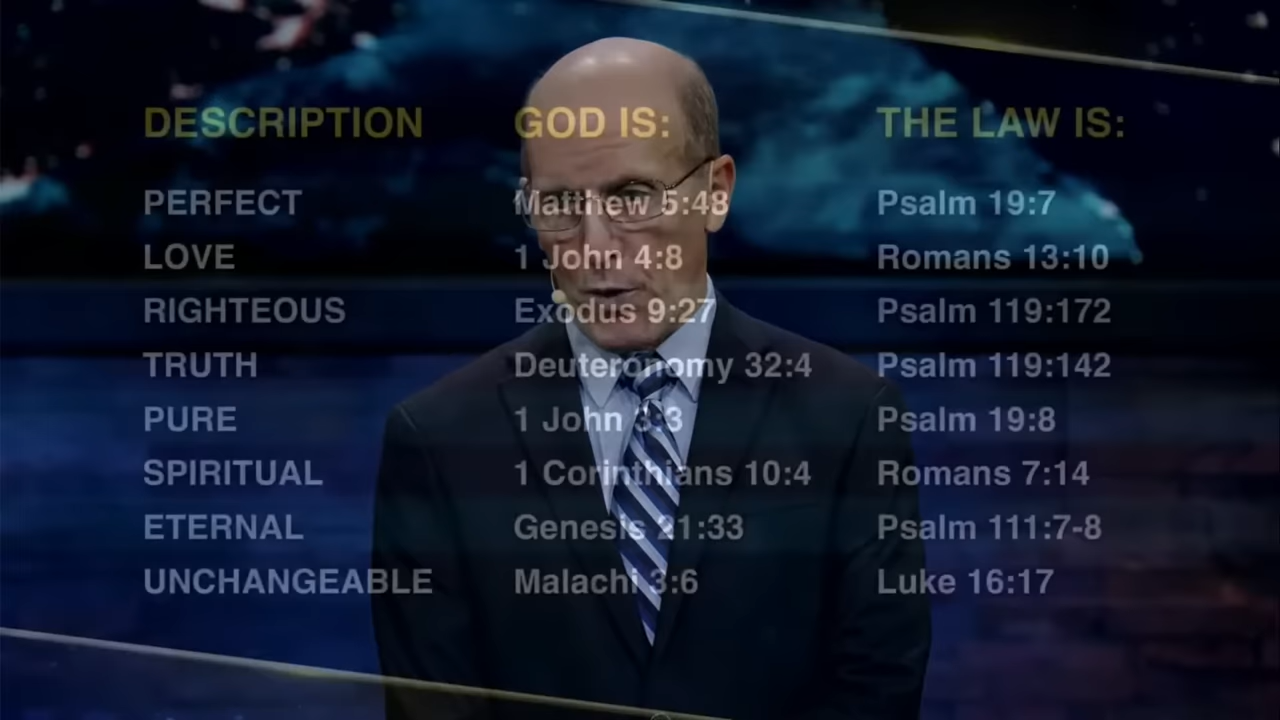 DESCRIPTION GOD IS: THE LAW IS:
PERFECT Matthew 5:48 Psalm 19:7
LOVE 1 John 4:8 Romans 13:10
RIGHTEOUS Exodus 9:27 Psalm 119:172
TRUTH Deuteronomy 32:4 Psalm 119:142
PURE 1 John 3:3 Psalm 19:8
SPIRITUAL 1 Corinthians 10:4 Romans 7:14
ETERNAL Genesis 21:33 Psalm 111:7-8
UNCHANGEABLE Malachi 3:6 Luke 16:17